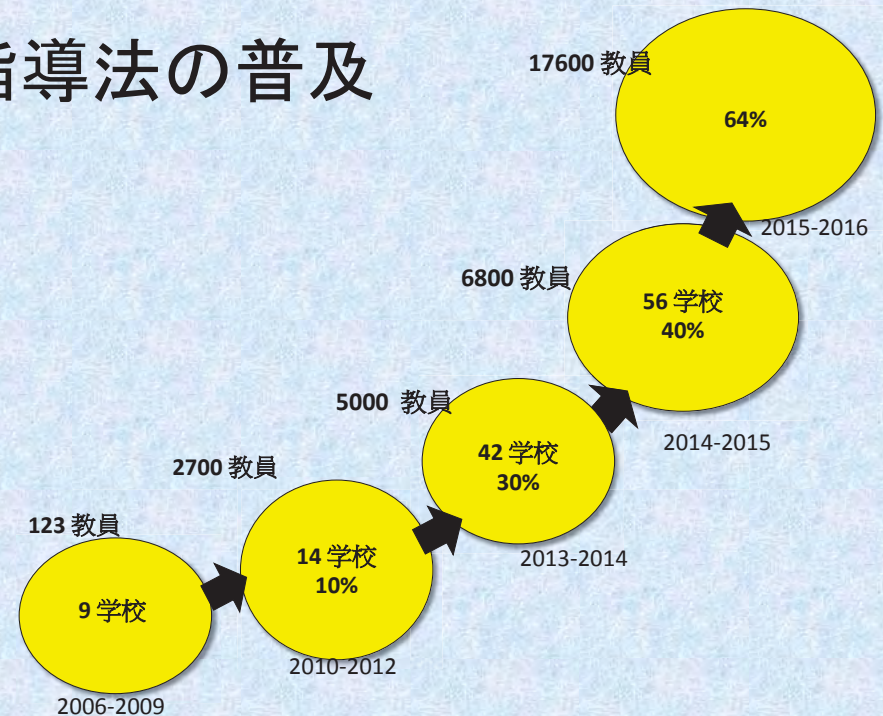 指導法の普及
17600 教員
64%
2015-2016
6800 教員
56 学校
40%
2014-2015
5000 教員
42 学校
30%
2013-2014
2700 教員
14 学校
10%
2010-2012
123 教員
9 学校
2006-2009